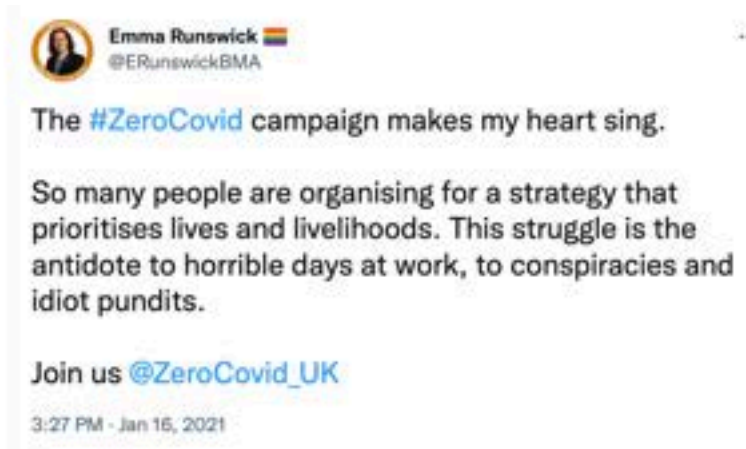 Emma Runswick
@ERunswickBMA
The #ZeroCovid campaign makes my heart sing.
So many people are organising for a strategy that
prioritises lives and livelihoods. This struggle is the
antidote to horrible days at work, to conspiracies and
idiot pundits.
Join us @ZeroCovid_UK
3:27 PM - Jan 16, 2021